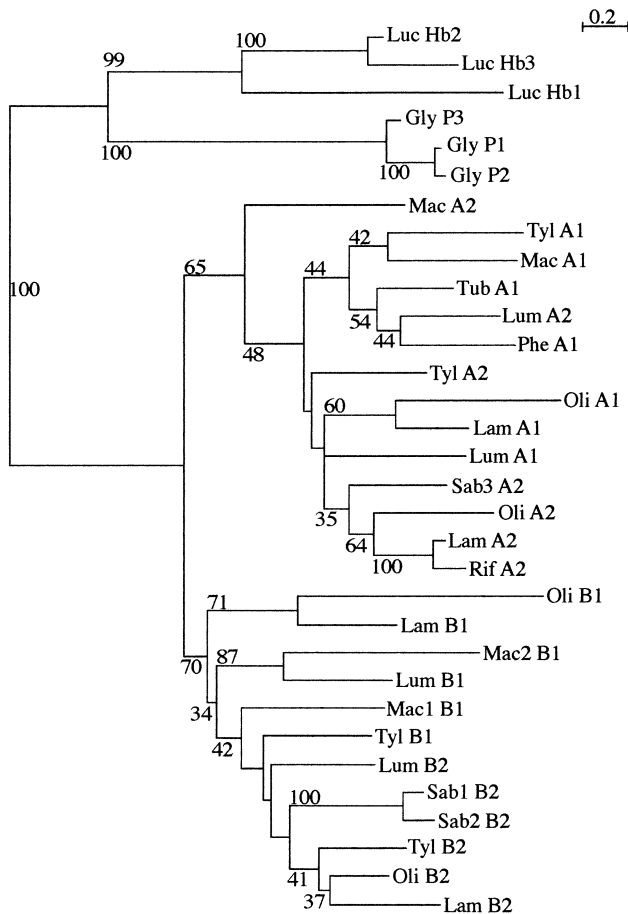 0.2
Luc Hb2
100
99
Luc Hb3
Luc Hb1
Gly P3
Gly P1
100
100
Gly P2
Mac A2
Tyl A1
42
65
44
Mac A1
100
Tub A1
54
Lum A2
44
Phe A1
48
Tyl A2
60
Oli A1
Lam A1
Lum A1
Sab3 A2
35
Oli A2
64
Lam A2
100
Rif A2
71
Oli B1
Lam B1
87
Mac2 B1
70
Lum B1
34
Mac1 B1
42
Tyl B1
Lum B2
100
Sab1 B2
Sab2 B2
Tyl B2
41
Oli B2
37
Lam B2